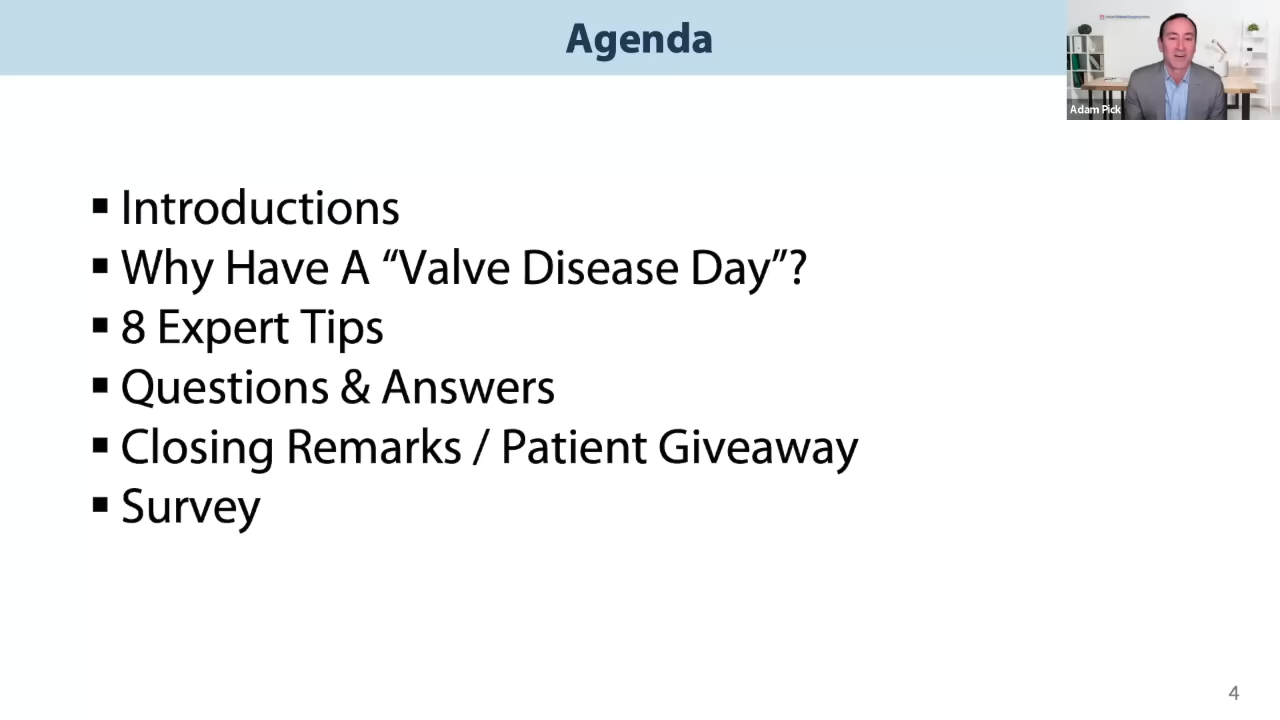 Agenda
Adam Pick
▪ Introductions
▪ Why Have A “Valve Disease Day”?
▪ 8 Expert Tips
▪ Questions & Answers
▪ Closing Remarks / Patient Giveaway
▪ Survey
4